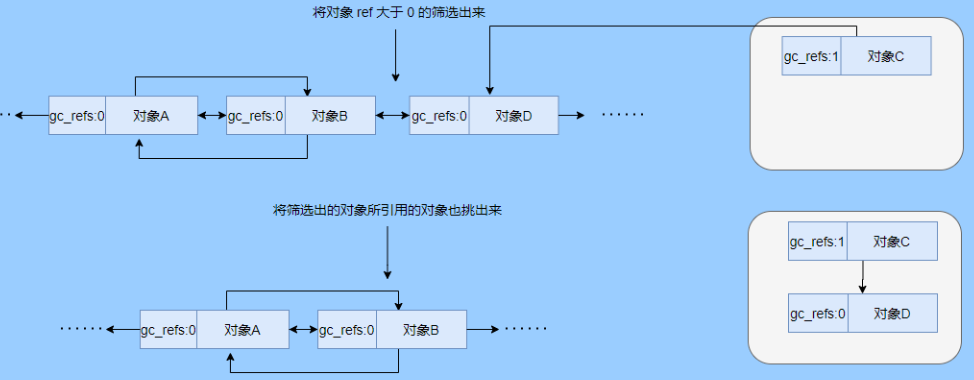 将对象 ref 大于 0 的筛选出来
gc_refs:1 对象C
gc_refs:0 对象A gc_refs:0 对象B gc_refs:0 对象D
将筛选出的对象所引用的对象也挑出来
gc_refs:1 对象C
gc_refs:0 对象D
gc_refs:0 对象A gc_refs:0 对象B